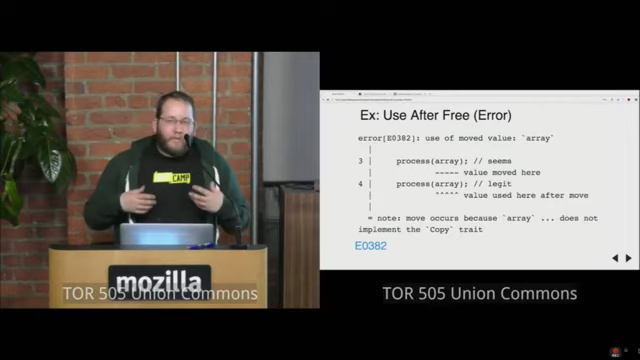 CAMP
mozilla
TOR 505 Union Commons
Ex: Use After Free (Error)
error[E0382]: use of moved value: `array`
|
3 | process(array); // seems
----- value moved here
4 | process(array); // legit
^^^^^ value used here after move
|
= note: move occurs because `array` ... does not
implement the `Copy` trait
E0382
TOR 505 Union Commons